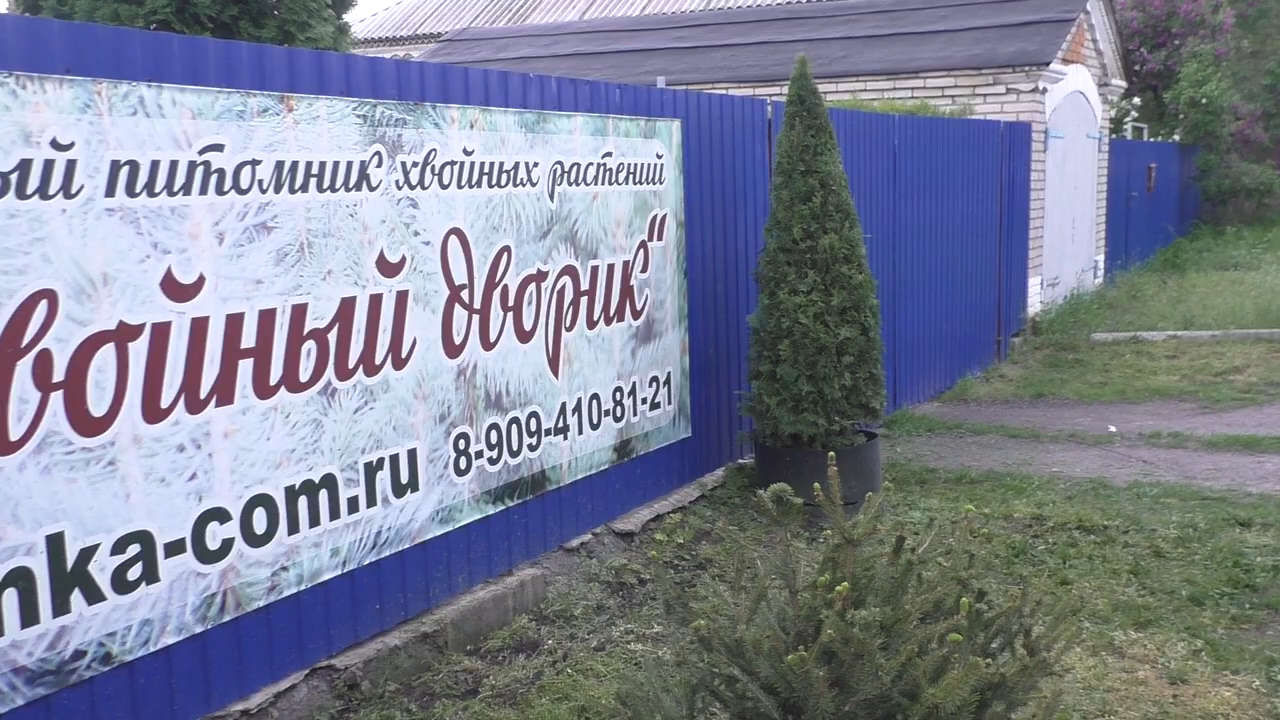 ый питомник хвойных растений
войный дворик“
nka-com.ru 8-909-410-81-21